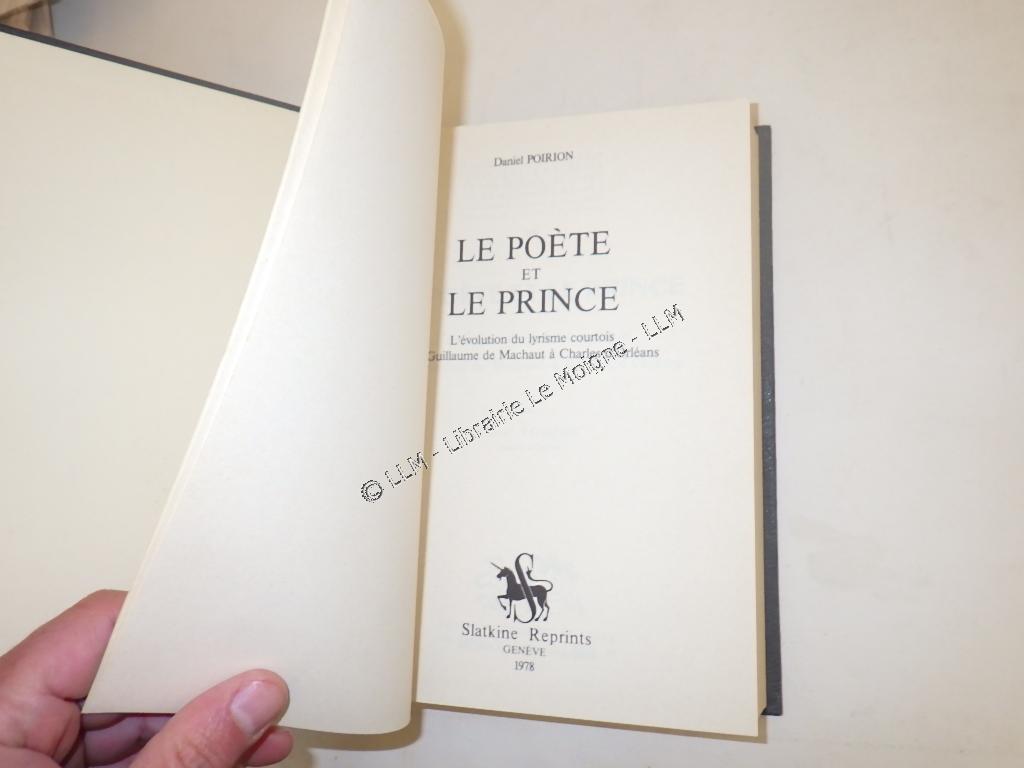 Daniel POIRION
LE POÈTE
ET
LE PRINCE
L'évolution du lyrisme courtois
Guillaume de Machaut à Charles d'Orléans
© LLM - Librairie Le Moigne - LLM
Slatkine Reprints
GENÈVE
1978